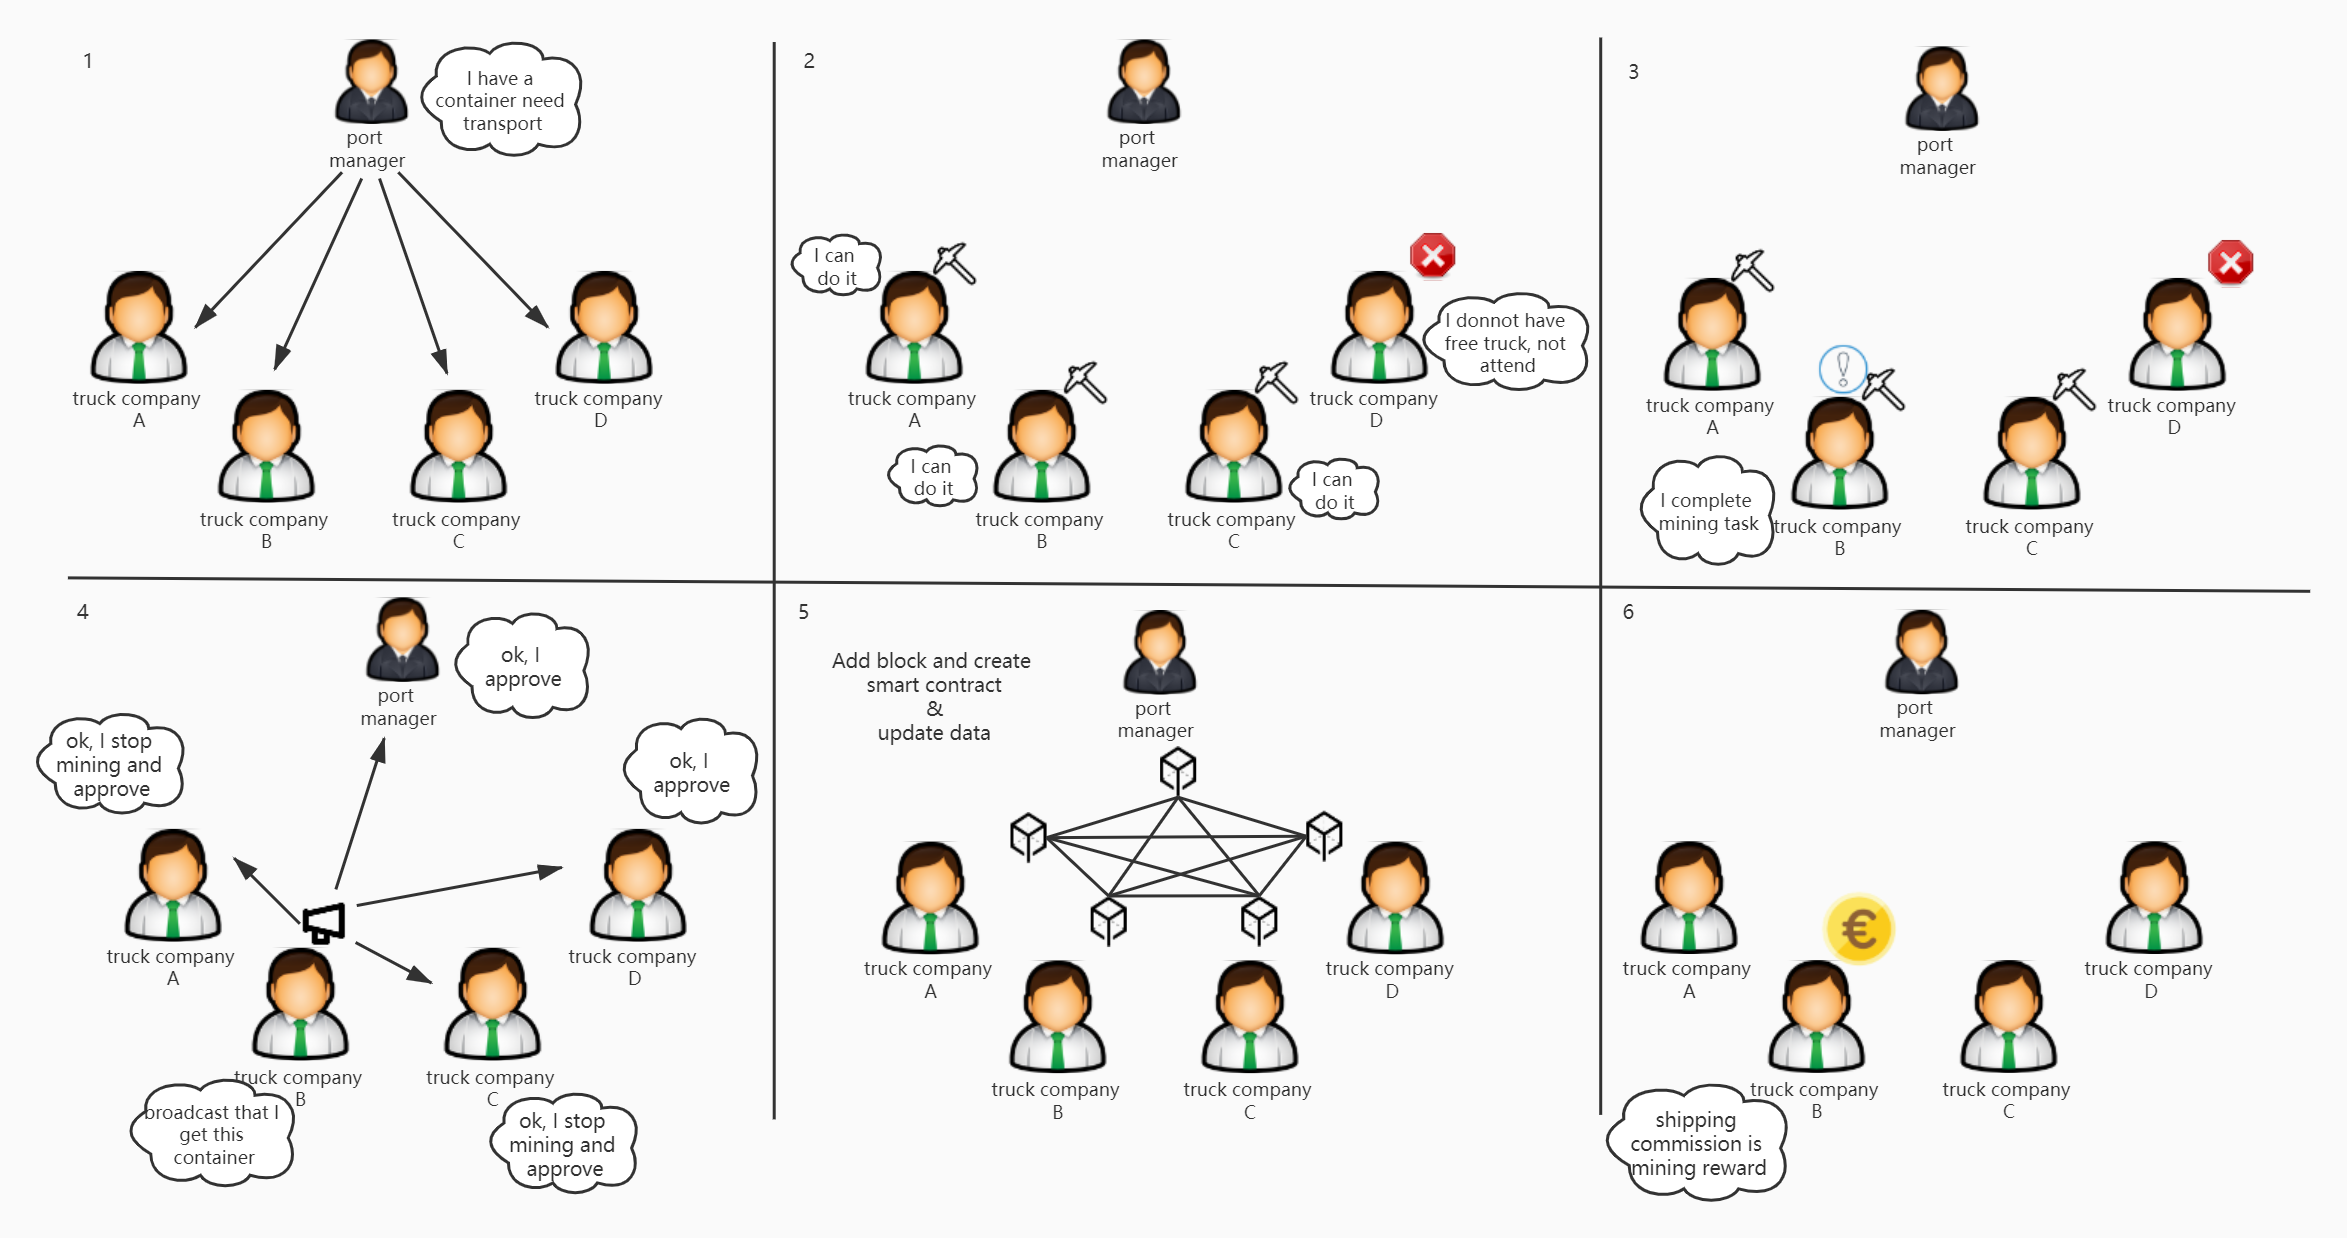 1
I have a
container need
transport
port
manager
truck company
A
truck company
B
truck company
C
truck company
D
2
port
manager
I can
do it
truck company
A
I can
do it
truck company
B
truck company
C
I can
do it
truck company
D
I donnot have
free truck, not
attend
3
port
manager
truck company
A
I complete
mining task
truck company
B
truck company
C
truck company
D
4
port
manager
ok, I
approve
ok, I stop
mining and
approve
truck company
A
ok, I
approve
truck company
D
truck company
B
broadcast that I
get this
container
truck company
C
ok, I stop
mining and
approve
5
Add block and create
smart contract
&
update data
port
manager
truck company
A
truck company
B
truck company
C
truck company
D
6
port
manager
truck company
A
€
truck company
B
shipping
commission is
mining reward
truck company
C
truck company
D